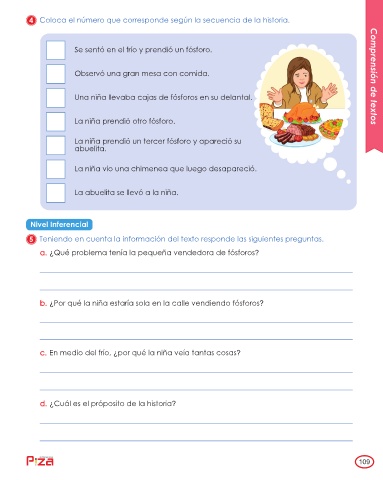 4 Coloca el número que corresponde según la secuencia de la historia.
Se sentó en el frío y prendió un fósforo.
Observó una gran mesa con comida.
Una niña llevaba cajas de fósforos en su delantal.
La niña prendió otro fósforo.
La niña prendió un tercer fósforo y apareció su
abuelita.
La niña vio una chimenea que luego desapareció.
La abuelita se llevó a la niña.
Comprensión de textos
Nivel Inferencial
5 Teniendo en cuenta la información del texto responde las siguientes preguntas.
a. ¿Qué problema tenía la pequeña vendedora de fósforos?
b. ¿Por qué la niña estaría sola en la calle vendiendo fósforos?
c. En medio del frío, ¿por qué la niña veía tantas cosas?
d. ¿Cuál es el próposito de la historia?
PIZA
109